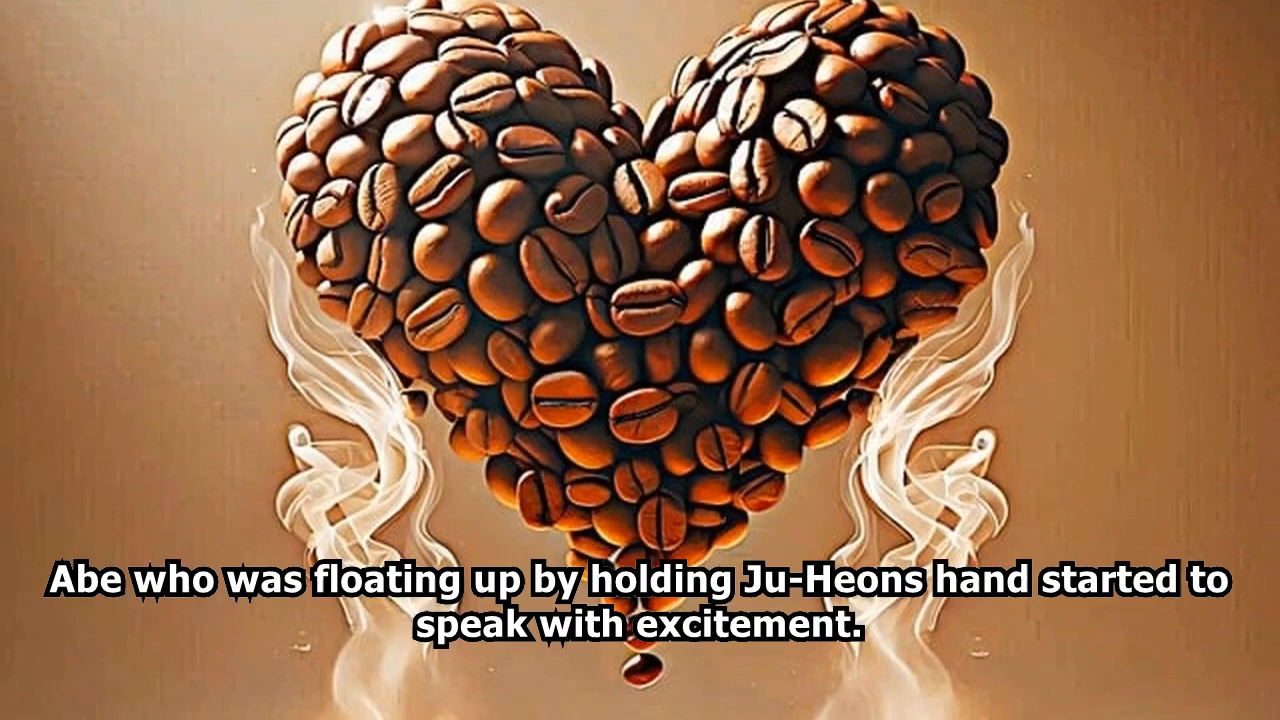 Abe who was floating up by holding Ju-Heons hand started to
speak with excitement.